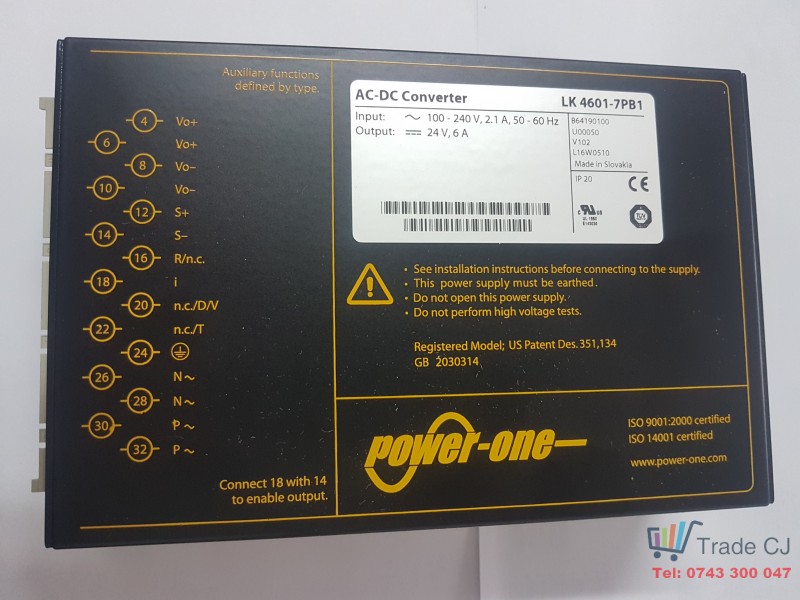 Auxiliary functions
defined by type.
4 Vo+
6 Vo+
8 Vo–
10 Vo–
12 S+
14 S–
16 R/n.c.
18 i
20 n.c./D/V
22 n.c./T
24
26 N~
28 N~
30 P~
32 P~
Connect 18 with 14
to enable output.
AC-DC Converter LK 4601-7PB1
Input: ~ 100 - 240 V, 2.1 A, 50 - 60 Hz
Output: 24 V, 6 A
B64190100
U00050
V102
L16W0510
Made in Slovakia
IP 20
CE
c RU us
• See installation instructions before connecting to the supply.
• This power supply must be earthed.
• Do not open this power supply.
• Do not perform high voltage tests.
Registered Model; US Patent Des. 351,134
GB 2030314
power-one
ISO 9001:2000 certified
ISO 14001 certified
www.power-one.com
Trade CJ
Tel: 0743 300 047